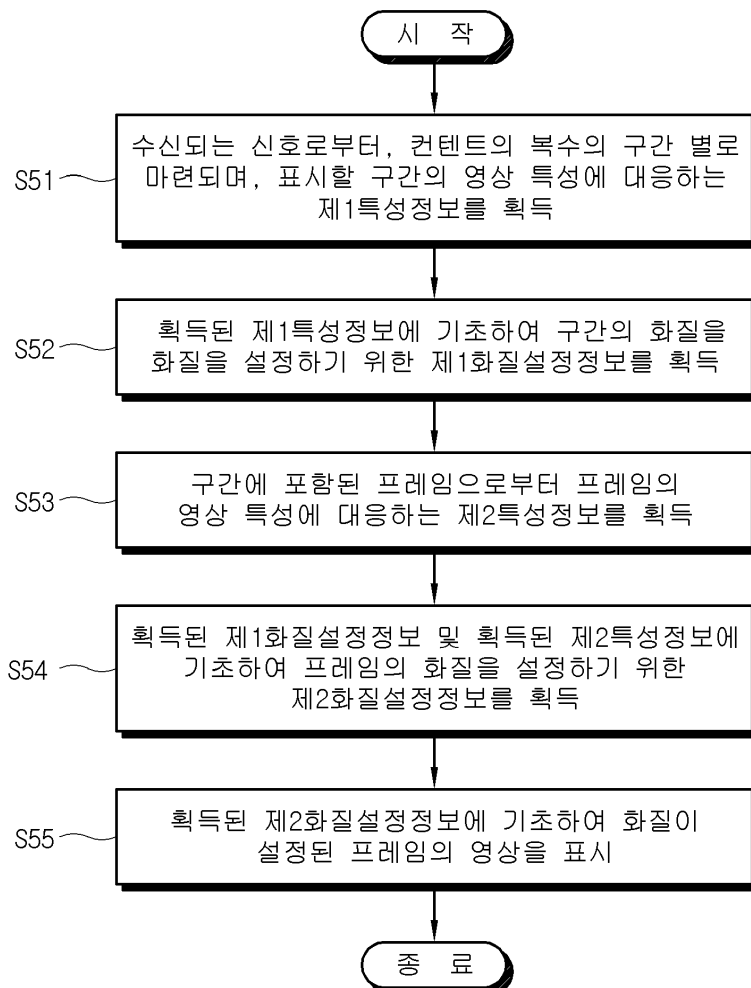 시 작
S51
수신되는 신호로부터, 컨텐트의 복수의 구간 별로
마련되며, 표시할 구간의 영상 특성에 대응하는
제1특성정보를 획득
S52
획득된 제1특성정보에 기초하여 구간의 화질을
화질을 설정하기 위한 제1화질설정정보를 획득
S53
구간에 포함된 프레임으로부터 프레임의
영상 특성에 대응하는 제2특성정보를 획득
S54
획득된 제1화질설정정보 및 획득된 제2특성정보에
기초하여 프레임의 화질을 설정하기 위한
제2화질설정정보를 획득
S55
획득된 제2화질설정정보에 기초하여 화질이
설정된 프레임의 영상을 표시
종 료